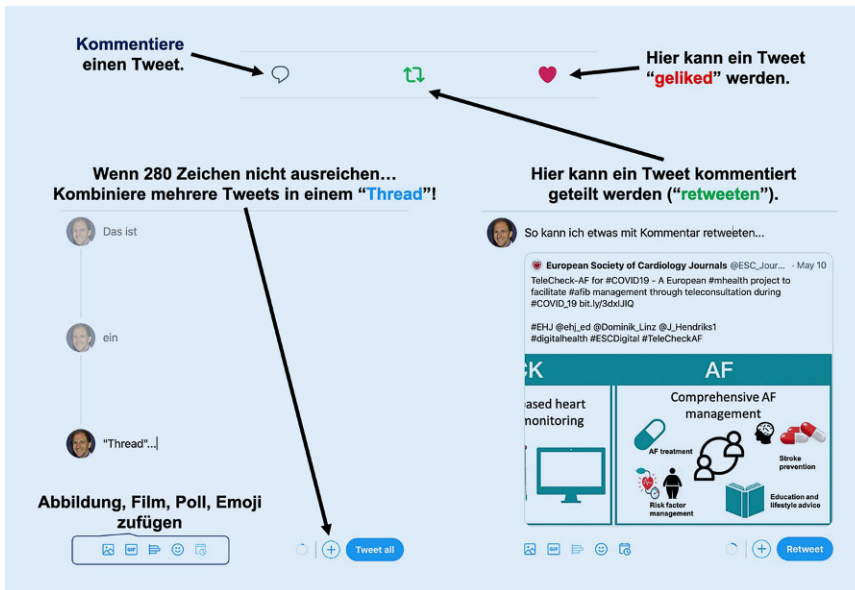 Kommentiere
einen Tweet.
Hier kann ein Tweet
“geliked” werden.
Wenn 280 Zeichen nicht ausreichen...
Kombiniere mehrere Tweets in einem “Thread”!
Das ist
ein
"Thread"...
Abbildung, Film, Poll, Emoji
zufügen
GIF
Tweet all
Hier kann ein Tweet kommentiert
geteilt werden (“retweeten”).
So kann ich etwas mit Kommentar retweeten...
European Society of Cardiology Journals @ESC_Jour... · May 10
TeleCheck-AF for #COVID19 - A European #mhealth project to
facilitate #afib management through teleconsultation during
#COVID_19 bit.ly/3dxIJIQ
#EHJ @ehj_ed @Dominik_Linz @J_Hendriks1
#digitalhealth #ESCDigital #TeleCheckAF
CK
ased heart
monitoring
AF
Comprehensive AF
management
AF treatment
Stroke
prevention
Risk factor
management
Education and
lifestyle advice
GIF
Retweet